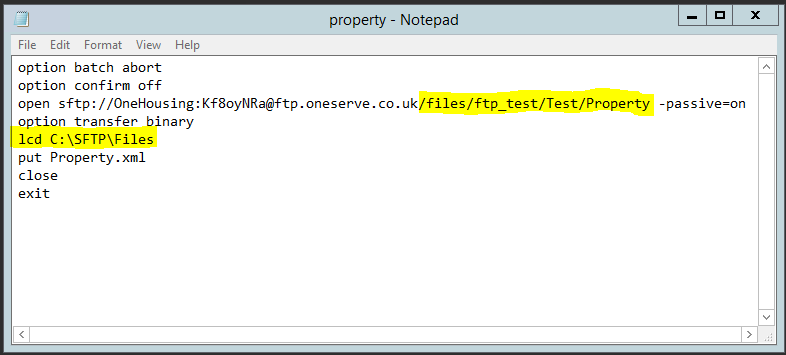 property - Notepad
File Edit Format View Help
option batch abort
option confirm off
open sftp://OneHousing:Kf8oyNRa@ftp.oneserve.co.uk/files/ftp_test/Test/Property -passive=on
option transfer binary
lcd C:\SFTP\Files
put Property.xml
close
exit